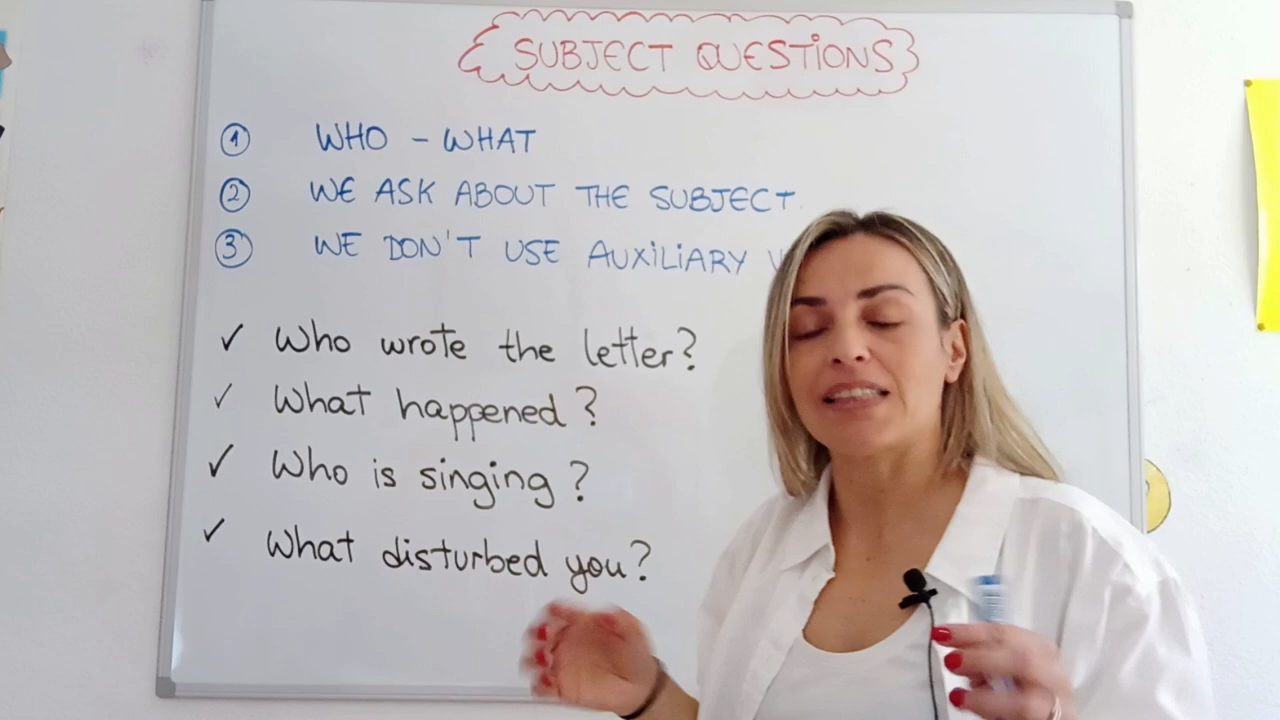 SUBJECT QUESTIONS
1 WHO - WHAT
2 WE ASK ABOUT THE SUBJECT.
3 WE DON'T USE AUXILIARY
✓ Who wrote the letter?
✓ What happened?
✓ Who is singing?
✓ What disturbed you?